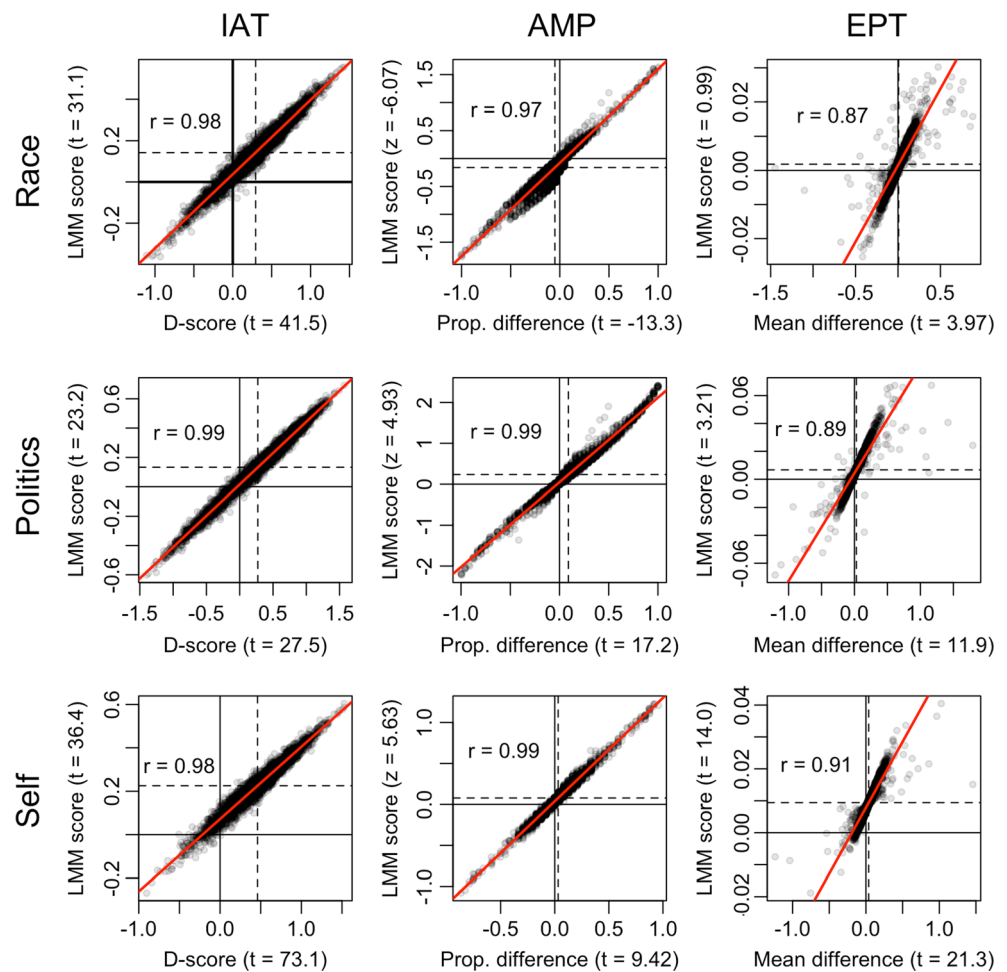 IAT AMP EPT
Race
LMM score (t = 31.1)
-0.2 0.2
r = 0.98
-1.0 0.0 1.0
D-score (t = 41.5)
LMM score (z = -6.07)
-1.5 -0.5 0.5 1.5
r = 0.97
-1.0 0.0 0.5 1.0
Prop. difference (t = -13.3)
LMM score (t = 0.99)
-0.02 0.00 0.02
r = 0.87
-1.5 -0.5 0.5
Mean difference (t = 3.97)
Politics
LMM score (t = 23.2)
-0.6 -0.2 0.2 0.6
r = 0.99
-1.5 -0.5 0.5 1.5
D-score (t = 27.5)
LMM score (z = 4.93)
-2 -1 0 1 2
r = 0.99
-1.0 0.0 0.5 1.0
Prop. difference (t = 17.2)
LMM score (t = 3.21)
-0.06 0.00 0.06
r = 0.89
-1.0 0.0 1.0
Mean difference (t = 11.9)
Self
LMM score (t = 36.4)
-0.2 0.2 0.6
r = 0.98
-1.0 0.0 1.0
D-score (t = 73.1)
LMM score (z = 5.63)
-1.0 0.0 1.0
r = 0.99
-0.5 0.0 0.5 1.0
Prop. difference (t = 9.42)
LMM score (t = 14.0)
-0.02 0.00 0.02 0.04
r = 0.91
-1.0 0.0 1.0
Mean difference (t = 21.3)